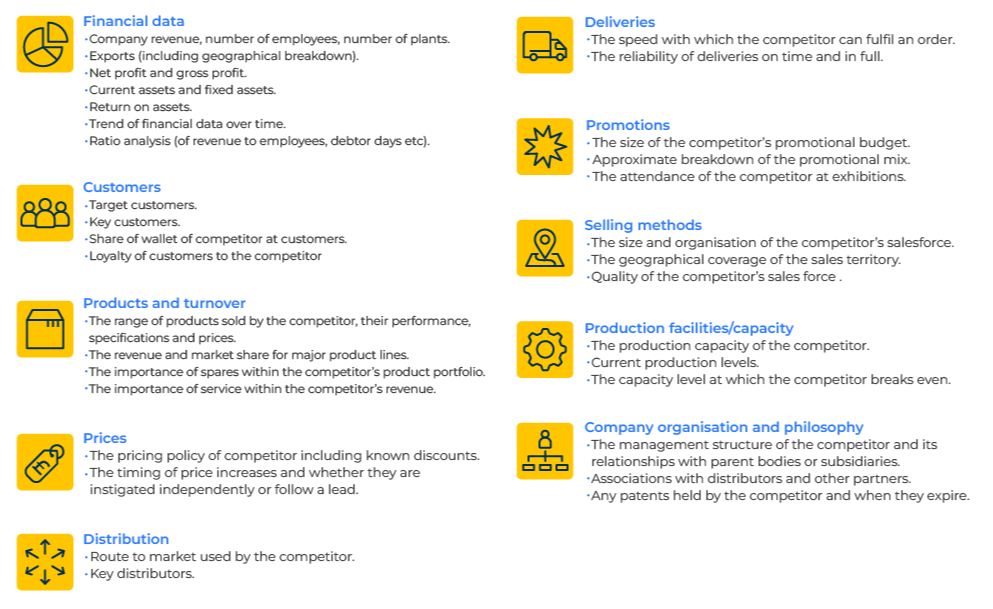 Financial data
·Company revenue, number of employees, number of plants.
·Exports (including geographical breakdown).
·Net profit and gross profit.
·Current assets and fixed assets.
·Return on assets.
·Trend of financial data over time.
·Ratio analysis (of revenue to employees, debtor days etc).
Customers
·Target customers.
·Key customers.
·Share of wallet of competitor at customers.
·Loyalty of customers to the competitor
Products and turnover
·The range of products sold by the competitor, their performance,
specifications and prices.
·The revenue and market share for major product lines.
·The importance of spares within the competitor's product portfolio.
·The importance of service within the competitor's revenue.
Prices
·The pricing policy of competitor including known discounts.
·The timing of price increases and whether they are
instigated independently or follow a lead.
Distribution
·Route to market used by the competitor.
·Key distributors.
Deliveries
·The speed with which the competitor can fulfil an order.
·The reliability of deliveries on time and in full.
Promotions
·The size of the competitor's promotional budget.
·Approximate breakdown of the promotional mix.
·The attendance of the competitor at exhibitions.
Selling methods
·The size and organisation of the competitor's salesforce.
·The geographical coverage of the sales territory.
·Quality of the competitor's sales force .
Production facilities/capacity
·The production capacity of the competitor.
·Current production levels.
·The capacity level at which the competitor breaks even.
Company organisation and philosophy
·The management structure of the competitor and its
relationships with parent bodies or subsidiaries.
·Associations with distributors and other partners.
·Any patents held by the competitor and when they expire.